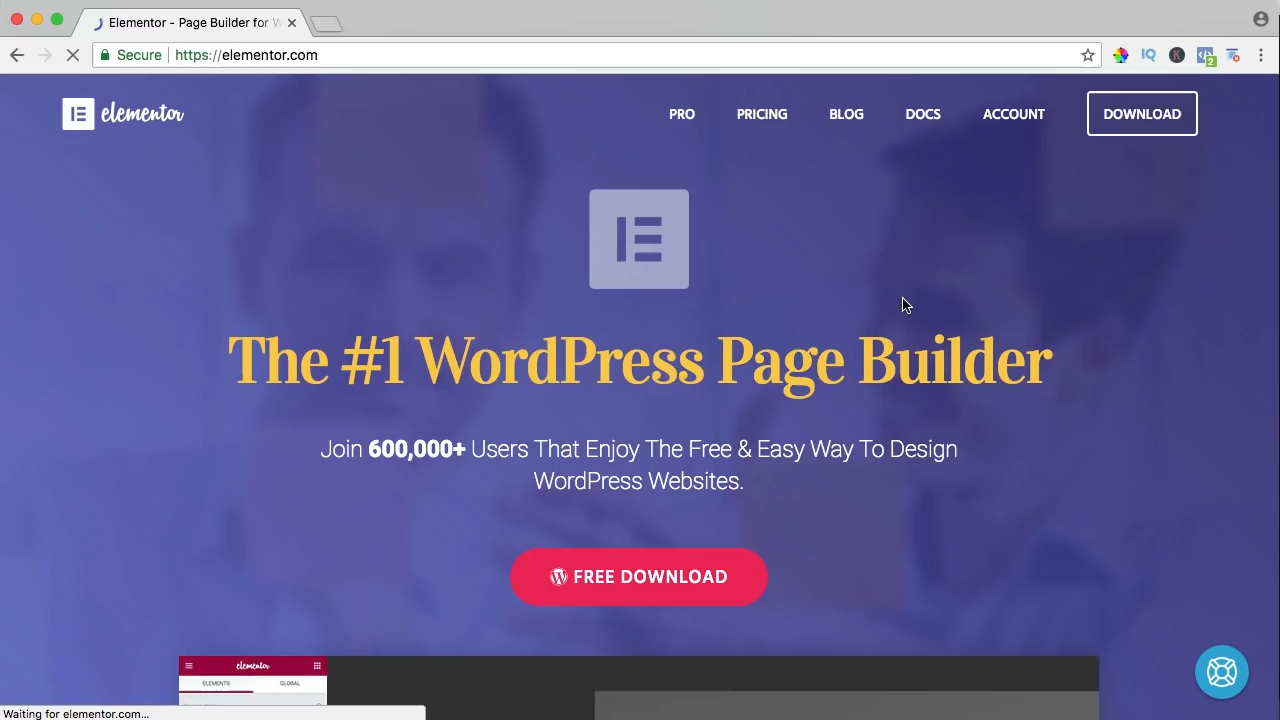 Elementor - Page Builder for W
Secure https://elementor.com
2
elementor
PRO PRICING BLOG DOCS ACCOUNT DOWNLOAD
The #1 WordPress Page Builder
Join 600,000+ Users That Enjoy The Free & Easy Way To Design
WordPress Websites.
FREE DOWNLOAD
elementor
ELEMENTS GLOBAL
Waiting for elementor.com...